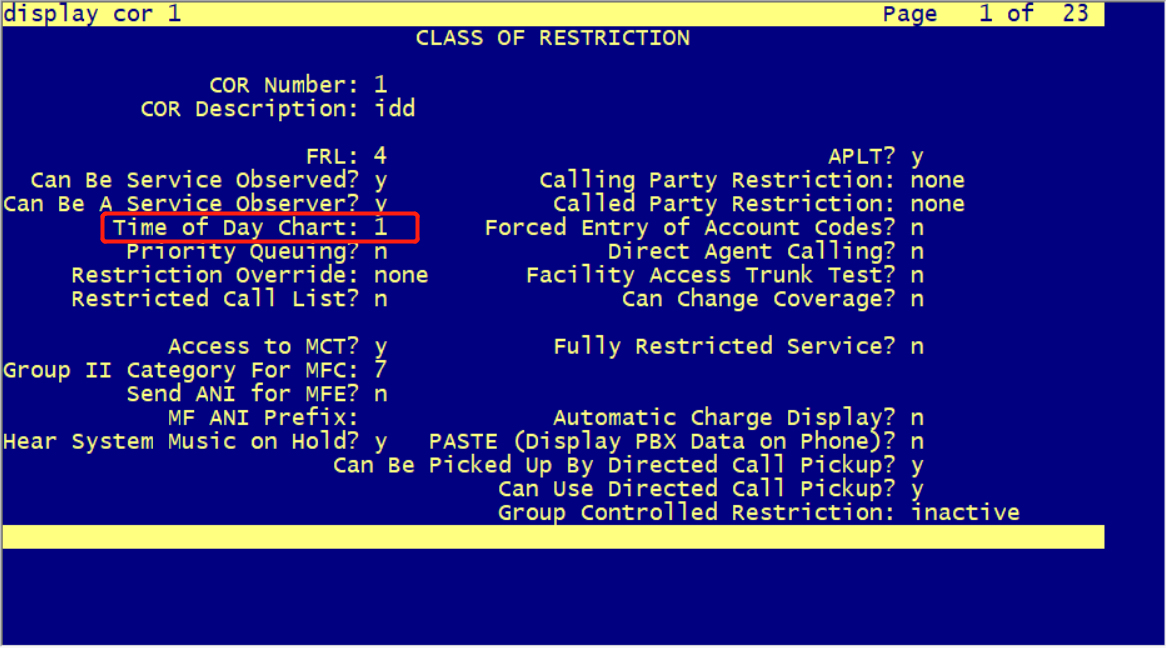 display cor 1 Page 1 of 23
CLASS OF RESTRICTION
COR Number: 1
COR Description: idd
FRL: 4 APLT? y
Can Be Service Observed? y Calling Party Restriction: none
Can Be A Service Observer? y Called Party Restriction: none
Time of Day Chart: 1 Forced Entry of Account Codes? n
Priority Queuing? n Direct Agent Calling? n
Restriction Override: none Facility Access Trunk Test? n
Restricted Call List? n Can Change Coverage? n
Access to MCT? y Fully Restricted Service? n
Group II Category For MFC: 7
Send ANI for MFE? n
MF ANI Prefix: Automatic Charge Display? n
Hear System Music on Hold? y PASTE (Display PBX Data on Phone)? n
Can Be Picked Up By Directed Call Pickup? y
Can Use Directed Call Pickup? y
Group Controlled Restriction: inactive